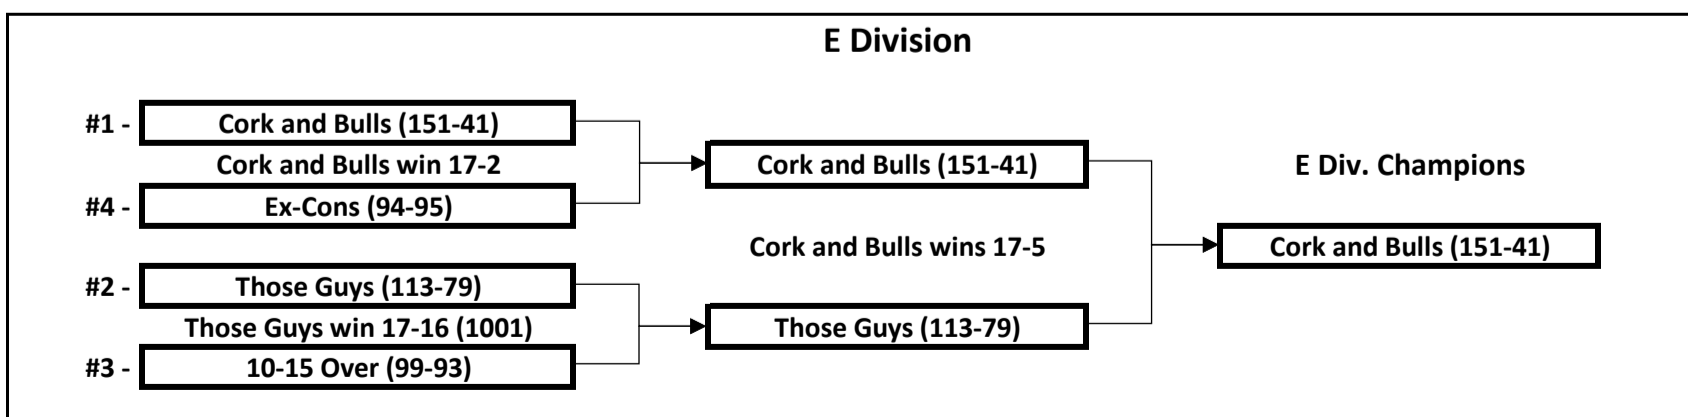 E Division
#1 - Cork and Bulls (151-41)
Cork and Bulls win 17-2
#4 - Ex-Cons (94-95)
#2 - Those Guys (113-79)
Those Guys win 17-16 (1001)
#3 - 10-15 Over (99-93)
Cork and Bulls (151-41)
Cork and Bulls wins 17-5
Those Guys (113-79)
E Div. Champions
Cork and Bulls (151-41)